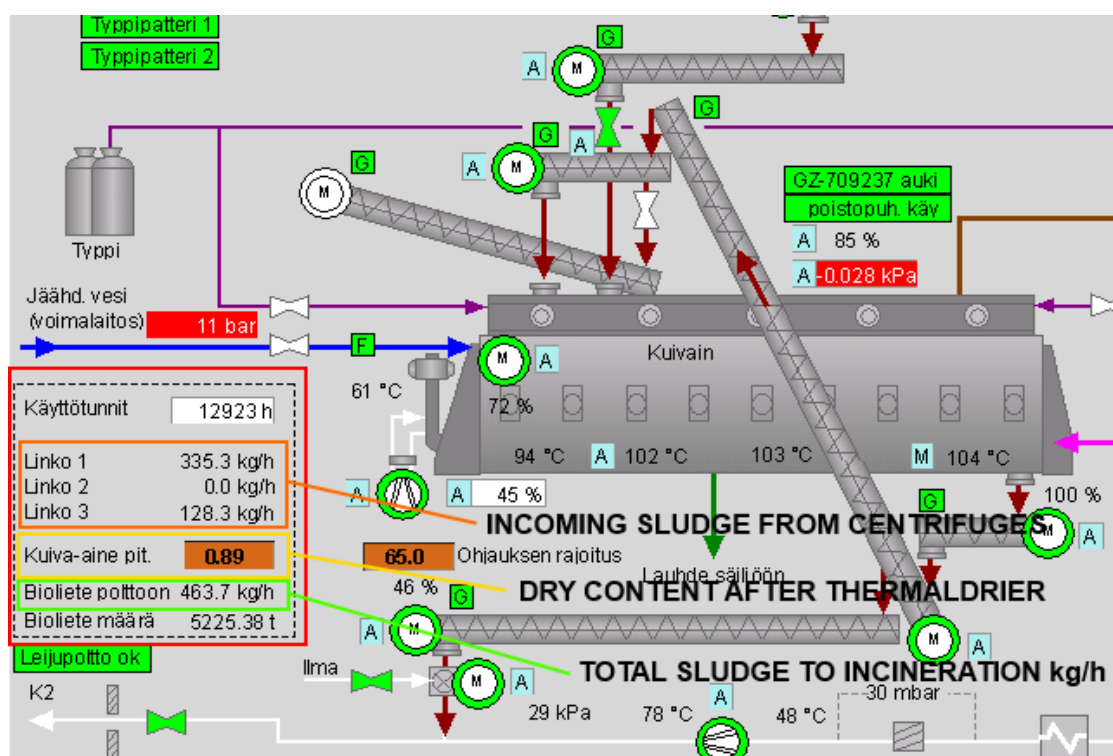 Typpipatteri 1
Typpipatteri 2
G
A
M
G
G
A
A
M
G
M
Typpi
GZ-709237 auki
poistopuh. käy
A 85 %
A -0.028 kPa
Jäähd. vesi
(voimalaitos)
11 bar
F
M
A
Kuivain
61 °C
72 %
Käyttötunnit 12923 h
Linko 1 335.3 kg/h
Linko 2 0.0 kg/h
Linko 3 128.3 kg/h
94 °C
A 102 °C
103 °C
M 104 °C
A
A 45 %
G
100 %
INCOMING SLUDGE FROM CENTRIFUGES
M
A
Kuiva-aine pit. 0.89
65.0 Ohjauksen rajoitus
Lauhde säiliöön
46 %
G
DRY CONTENT AFTER THERMALDRIER
Bioliete polttoon 463.7 kg/h
Bioliete määrä 5225.38 t
A
M
M
A
Leijupoltto ok
Ilma
M
A
TOTAL SLUDGE TO INCINERATION kg/h
K2
29 kPa
78 °C
A
48 °C
30 mbar